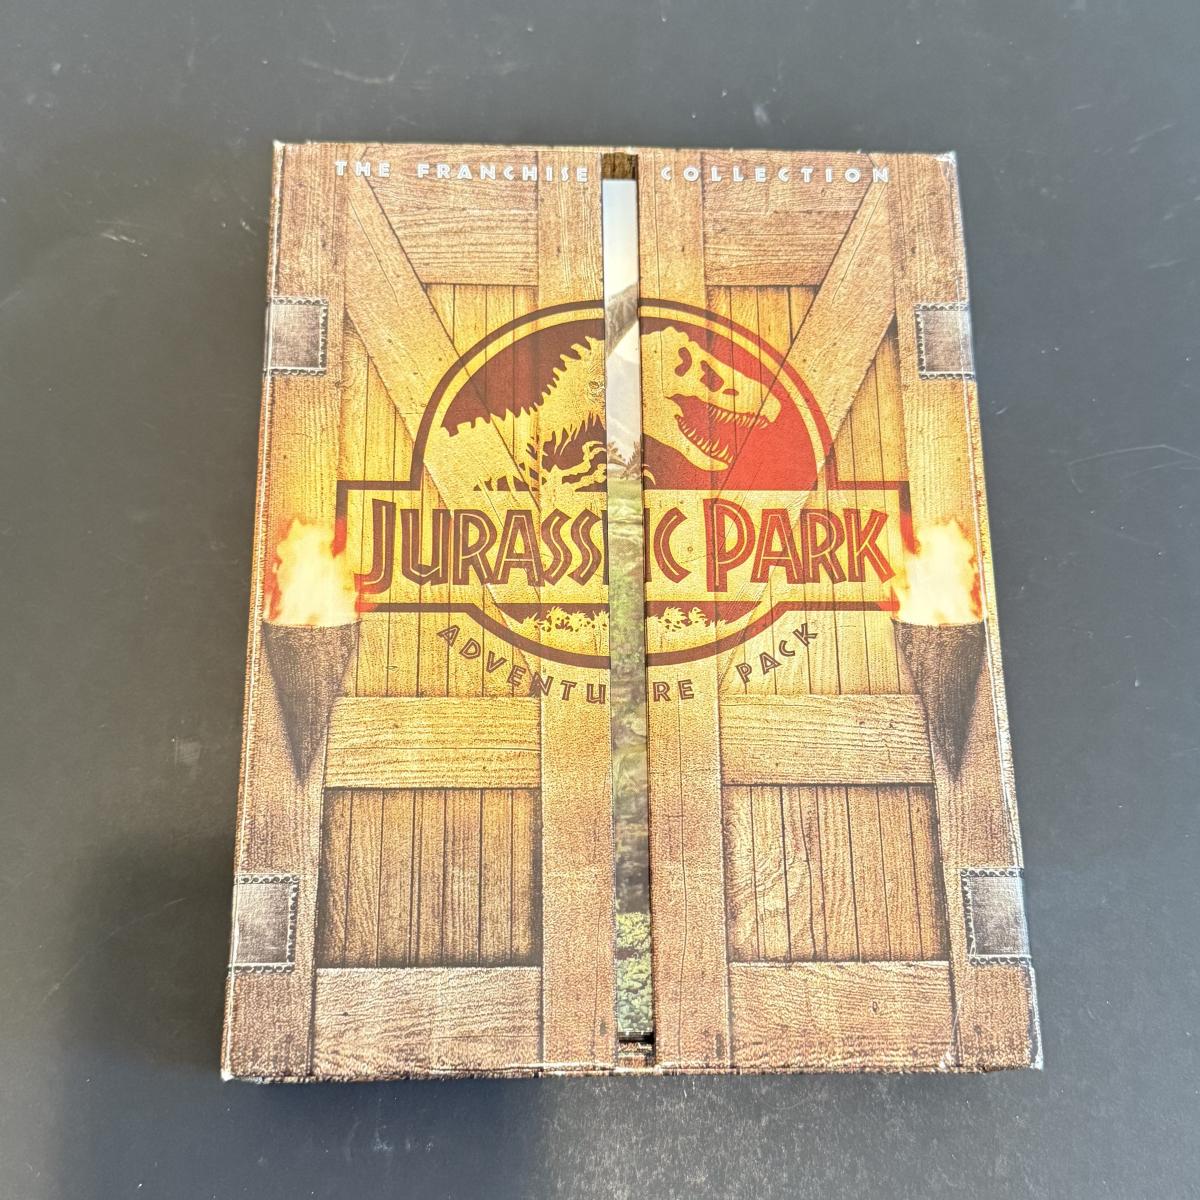 THE FRANCHISE COLLECTION
JURASSIC PARK
ADVENTURE PACK